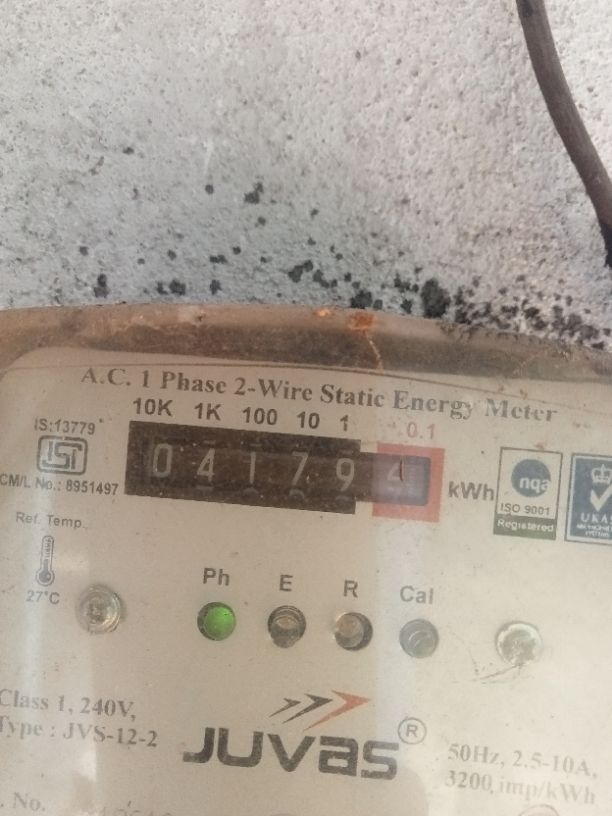 A.C. 1 Phase 2-Wire Static Energy Meter
10K 1K 100 10 1 0.1
IS:13779
ISI
CM/L No.: 8951497
0 4 1 7 9 4 kWh
nqa
ISO 9001
Registered
UKAS
Ref. Temp.
27°C
Ph E R Cal
Class 1, 240V,
Type : JVS-12-2
JUVAS ®
50Hz, 2.5-10A,
3200 imp/kWh
. No.